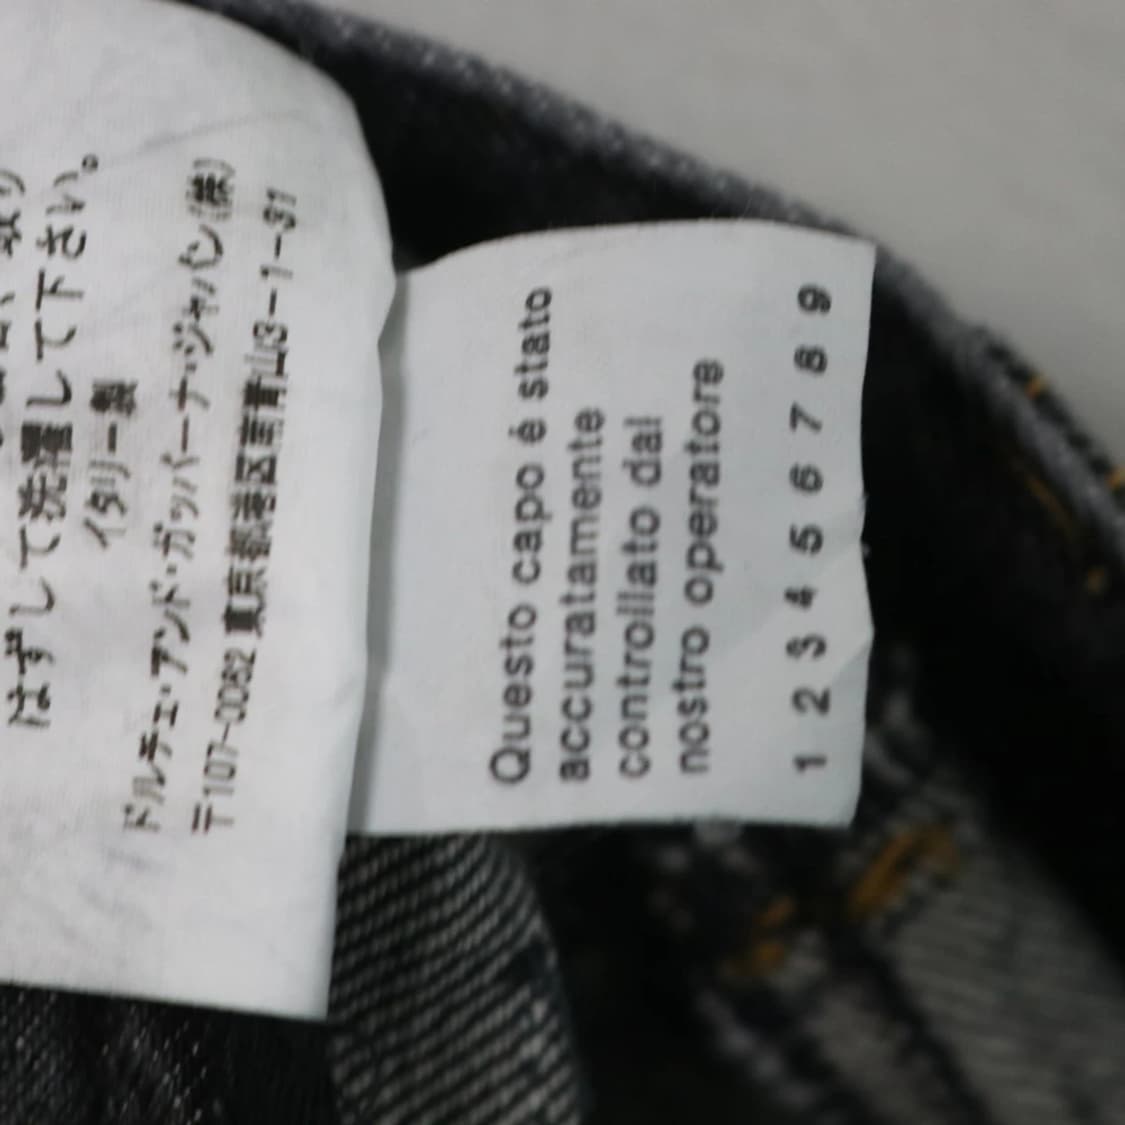 はずして洗濯して下さい。
イタリー製
ドルチェ・アンド・ガッバーナ・ジャパン(株)
〒107-0062 東京都港区南青山3-1-31
Questo capo é stato
accuratamente
controllato dal
nostro operatore
1 2 3 4 5 6 7 8 9